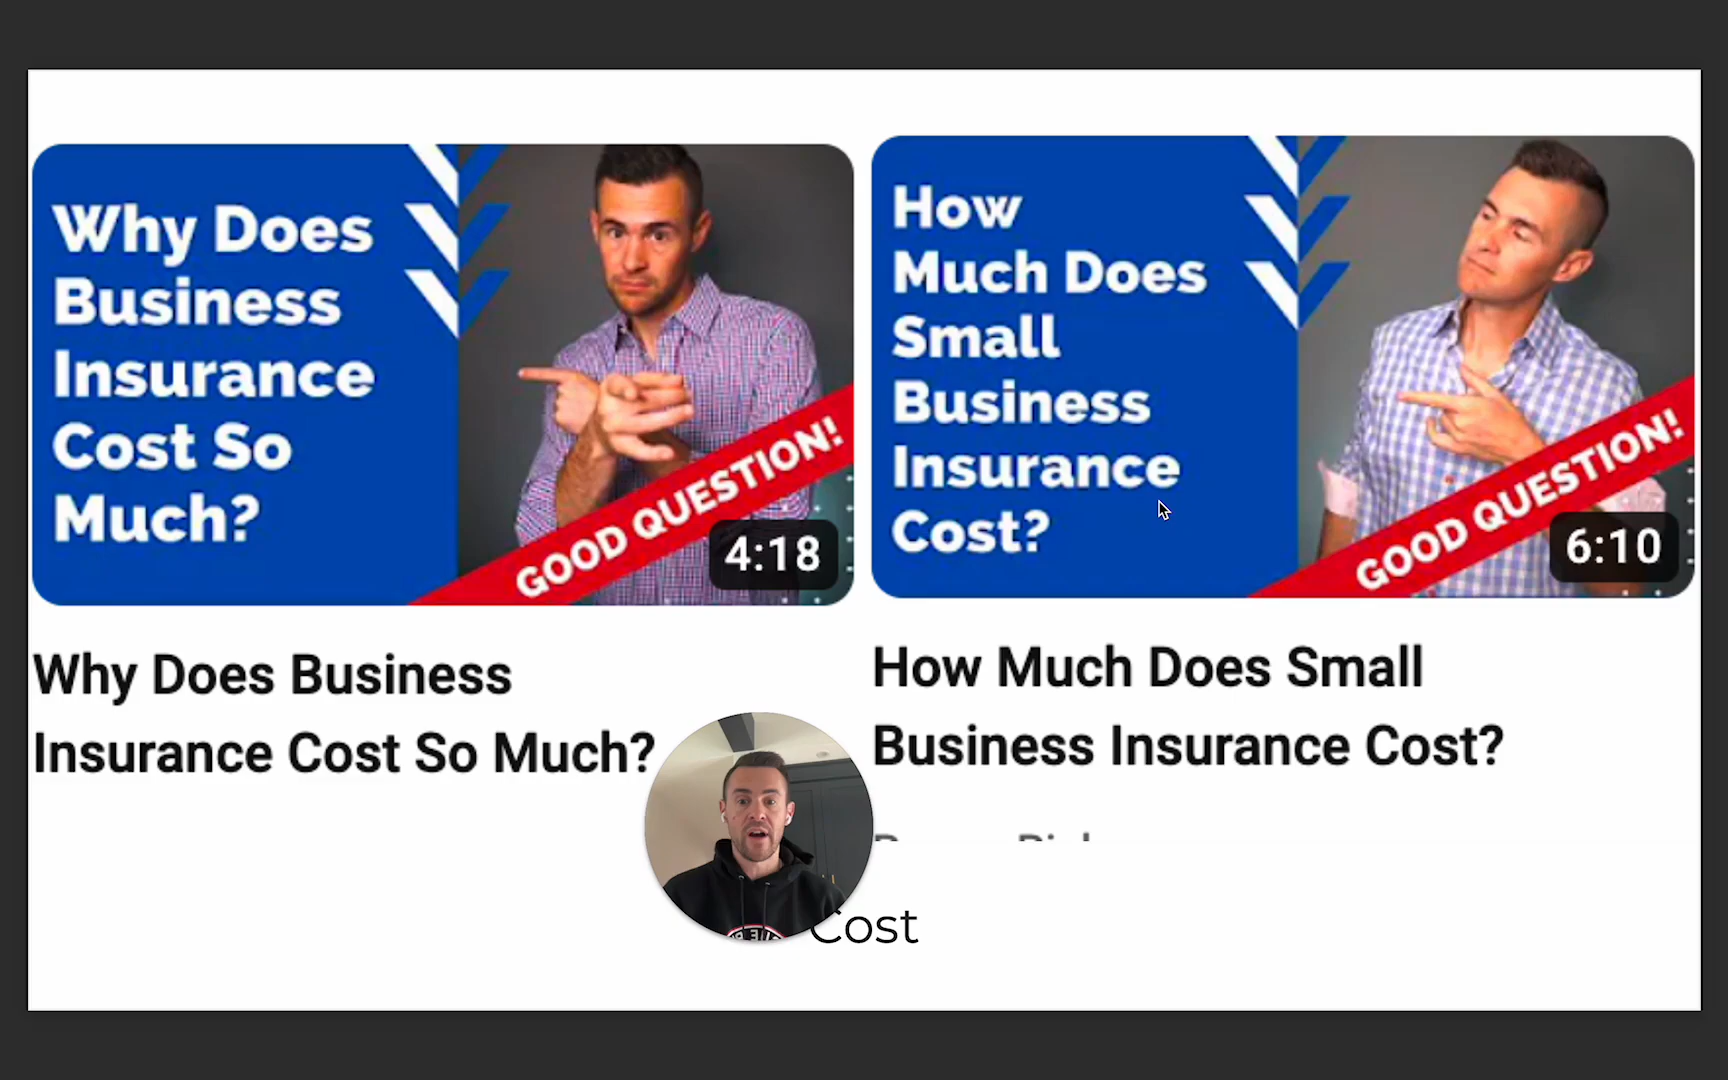 Why Does
Business
Insurance
Cost So
Much?
GOOD QUESTION!
4:18
Why Does Business
Insurance Cost So Much?
How
Much Does
Small
Business
Insurance
Cost?
GOOD QUESTION!
6:10
How Much Does Small
Business Insurance Cost?
Cost